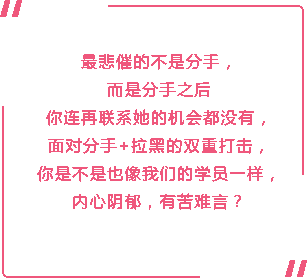 最悲催的不是分手，
而是分手之后
你连再联系她的机会都没有，
面对分手+拉黑的双重打击，
你是不是也像我们的学员一样，
内心阴郁，有苦难言？